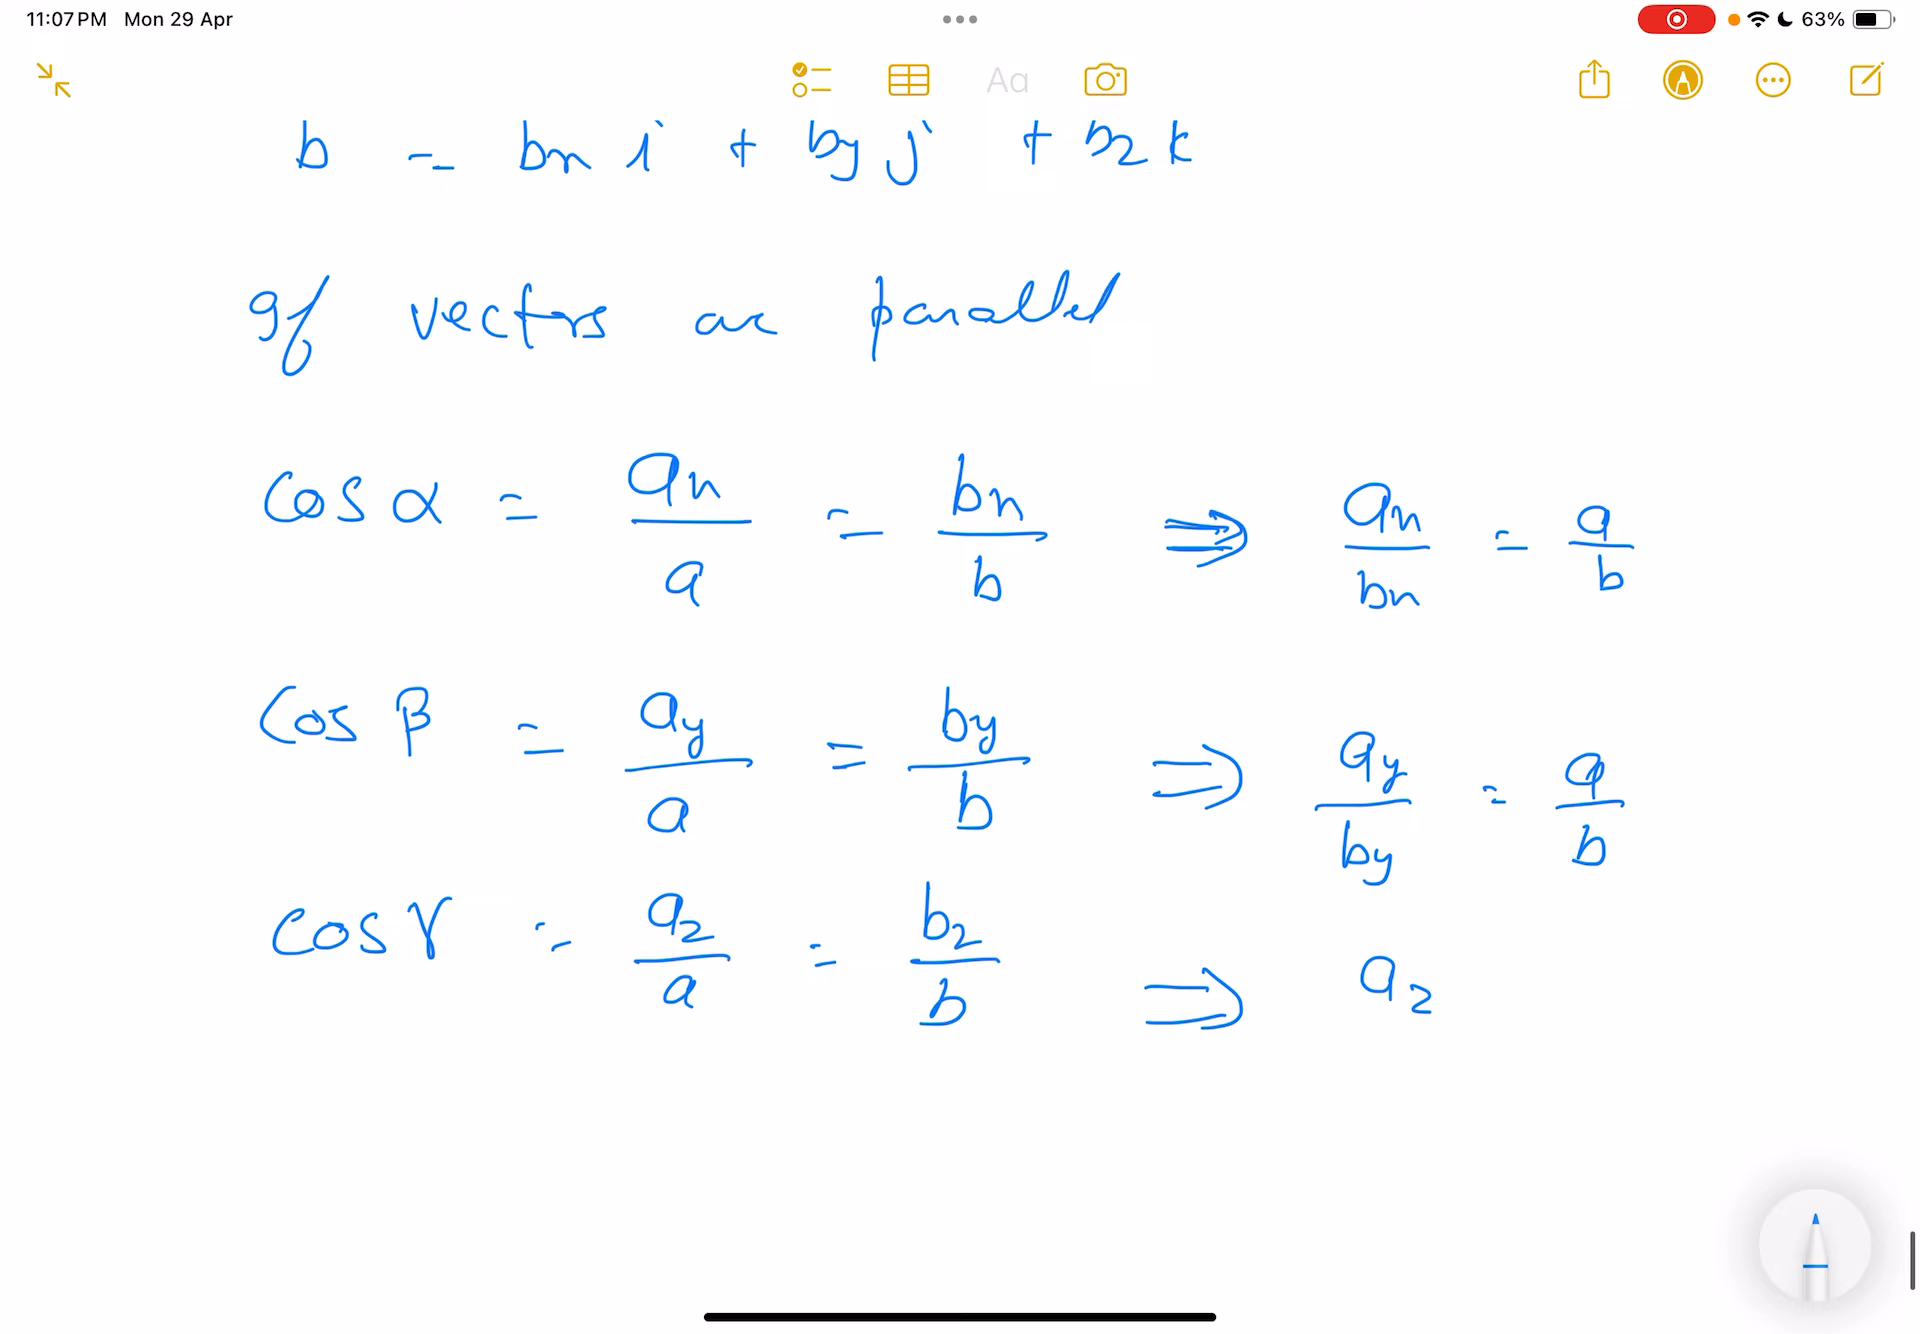 11:07 PM Mon 29 Apr 63%
Aa
b = bx i + by j + bz k
If vectors are parallel
Cos α = ax/a = bx/b ⇒ ax/bx = a/b
Cos β = ay/a = by/b ⇒ ay/by = a/b
Cos γ = az/a = bz/b ⇒ az